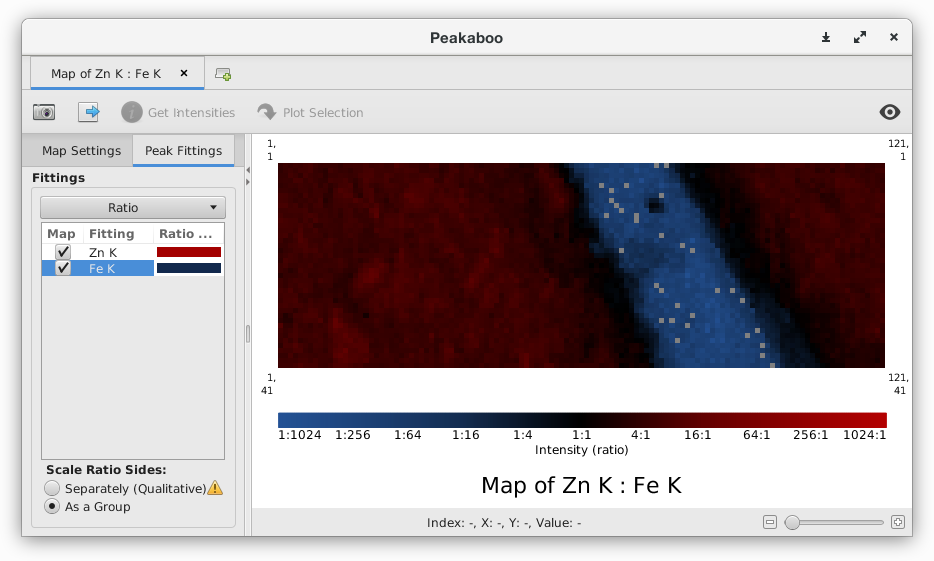 Peakaboo
Map of Zn K : Fe K
Get Intensities
Plot Selection
Map Settings
Peak Fittings
Fittings
Ratio
Map Fitting Ratio ...
Zn K
Fe K
Scale Ratio Sides:
Separately (Qualitative)
As a Group
1,
1
121,
1
1,
41
121,
41
1:1024 1:256 1:64 1:16 1:4 1:1 4:1 16:1 64:1 256:1 1024:1
Intensity (ratio)
Map of Zn K : Fe K
Index: -, X: -, Y: -, Value: -